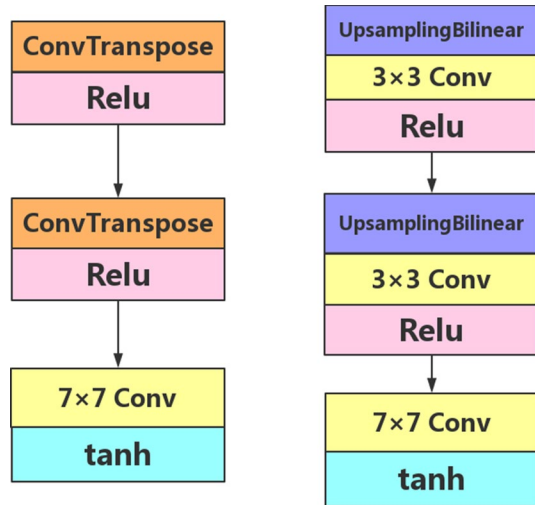 ConvTranspose
Relu
ConvTranspose
Relu
7×7 Conv
tanh
UpsamplingBilinear
3×3 Conv
Relu
UpsamplingBilinear
3×3 Conv
Relu
7×7 Conv
tanh